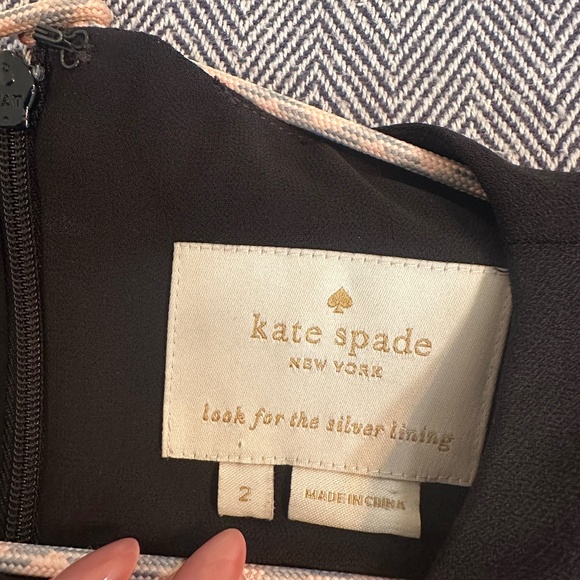 kate spade
NEW YORK
look for the silver lining
2
MADE IN CHINA